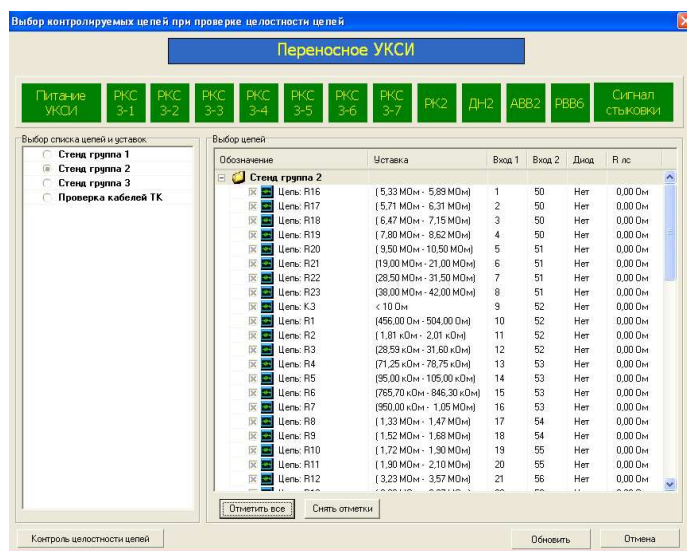 Выбор контролируемых цепей при проверке целостности цепей
Переносное УКСИ
Питание УКСИ
РКС 3-1
РКС 3-2
РКС 3-3
РКС 3-4
РКС 3-5
РКС 3-6
РКС 3-7
РК2
ДН2
АВВ2
РВВ6
Сигнал стыковки
Выбор списка цепей и уставок
Стенд группа 1
Стенд группа 2
Стенд группа 3
Проверка кабелей ТК
Выбор цепей
Обозначение Уставка Вход 1 Вход 2 Диод R лс
Стенд группа 2
Цепь: R16 ( 5,33 МОм - 5,89 МОм) 1 50 Нет 0,00 Ом
Цепь: R17 ( 5,71 МОм - 6,31 МОм) 2 50 Нет 0,00 Ом
Цепь: R18 ( 6,47 МОм - 7,15 МОм) 3 50 Нет 0,00 Ом
Цепь: R19 ( 7,80 МОм - 8,62 МОм) 4 50 Нет 0,00 Ом
Цепь: R20 ( 9,50 МОм - 10,50 МОм) 5 51 Нет 0,00 Ом
Цепь: R21 (19,00 МОм - 21,00 МОм) 6 51 Нет 0,00 Ом
Цепь: R22 (28,50 МОм - 31,50 МОм) 7 51 Нет 0,00 Ом
Цепь: R23 (38,00 МОм - 42,00 МОм) 8 51 Нет 0,00 Ом
Цепь: КЗ < 10 Ом 9 52 Нет 0,00 Ом
Цепь: R1 (456,00 Ом - 504,00 Ом) 10 52 Нет 0,00 Ом
Цепь: R2 ( 1,81 кОм - 2,01 кОм) 11 52 Нет 0,00 Ом
Цепь: R3 (28,59 кОм - 31,60 кОм) 12 52 Нет 0,00 Ом
Цепь: R4 (71,25 кОм - 78,75 кОм) 13 53 Нет 0,00 Ом
Цепь: R5 (95,00 кОм - 105,00 кОм) 14 53 Нет 0,00 Ом
Цепь: R6 (765,70 кОм - 846,30 кОм) 15 53 Нет 0,00 Ом
Цепь: R7 (950,00 кОм - 1,05 МОм) 16 53 Нет 0,00 Ом
Цепь: R8 ( 1,33 МОм - 1,47 МОм) 17 54 Нет 0,00 Ом
Цепь: R9 ( 1,52 МОм - 1,68 МОм) 18 54 Нет 0,00 Ом
Цепь: R10 ( 1,72 МОм - 1,90 МОм) 19 55 Нет 0,00 Ом
Цепь: R11 ( 1,90 МОм - 2,10 МОм) 20 55 Нет 0,00 Ом
Цепь: R12 ( 3,23 МОм - 3,57 МОм) 21 56 Нет 0,00 Ом
Отметить все
Снять отметки
Контроль целостности цепей
Обновить
Отмена